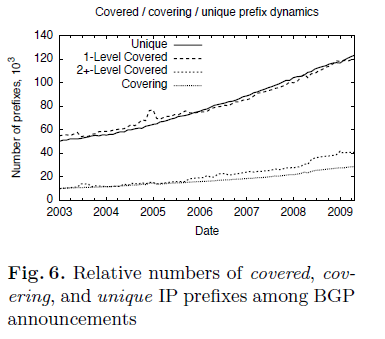 Covered / covering / unique prefix dynamics
Number of prefixes, 10³
140
120
100
80
60
40
20
0
Unique
1-Level Covered
2+-Level Covered
Covering
2003 2004 2005 2006 2007 2008 2009
Date
Fig. 6. Relative numbers of covered, cov-
ering, and unique IP prefixes among BGP
announcements